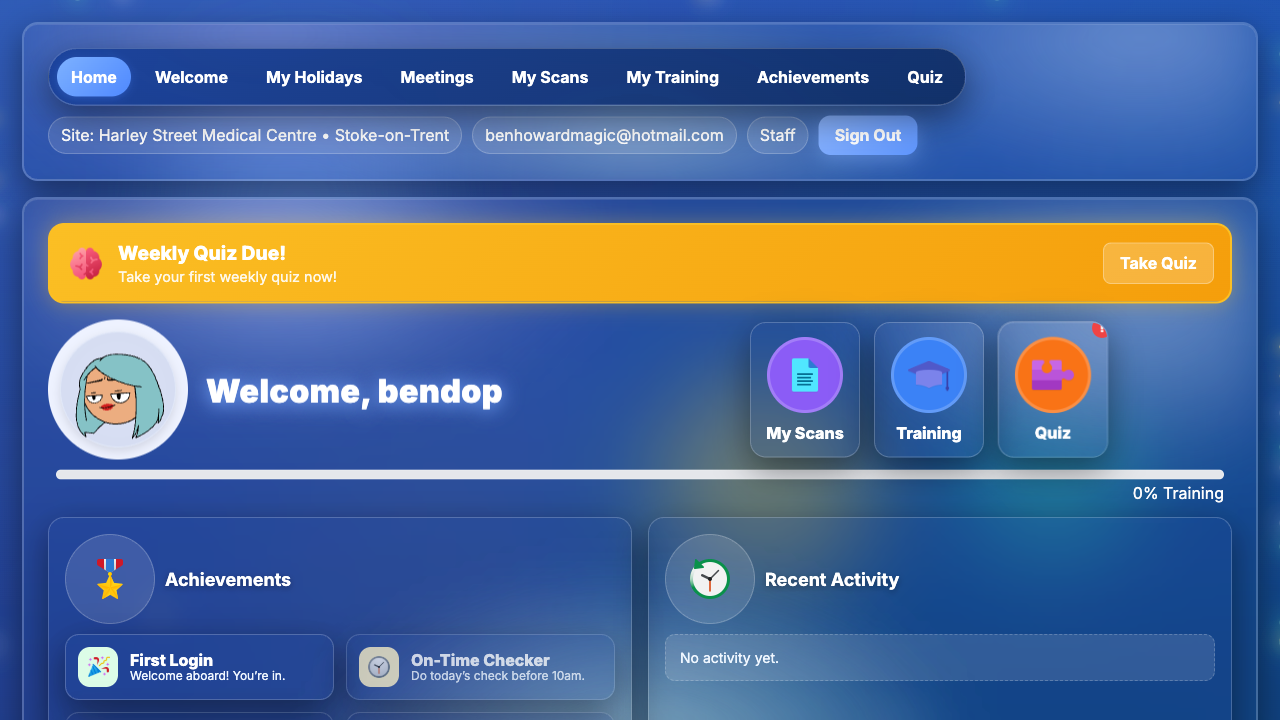 Home
Welcome
My Holidays
Meetings
My Scans
My Training
Achievements
Quiz
Site: Harley Street Medical Centre • Stoke-on-Trent
benhowardmagic@hotmail.com
Staff
Sign Out
Weekly Quiz Due!
Take your first weekly quiz now!
Take Quiz
Welcome, bendop
My Scans
Training
Quiz
0% Training
Achievements
Recent Activity
First Login
Welcome aboard! You’re in.
On-Time Checker
Do today’s check before 10am.
No activity yet.